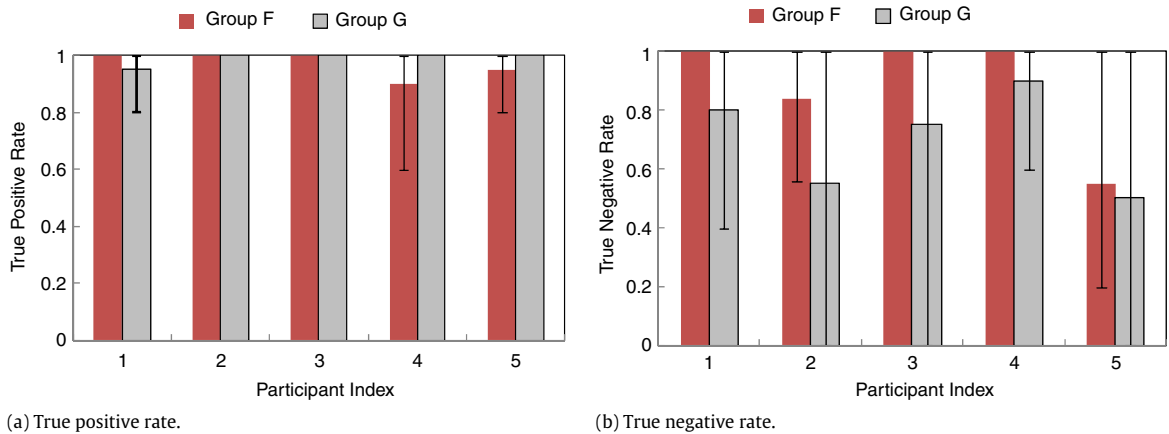 Group F Group G
1
0.8
0.6
0.4
0.2
0
True Positive Rate
1 2 3 4 5
Participant Index
(a) True positive rate.
Group F Group G
1
0.8
0.6
0.4
0.2
0
True Negative Rate
1 2 3 4 5
Participant Index
(b) True negative rate.